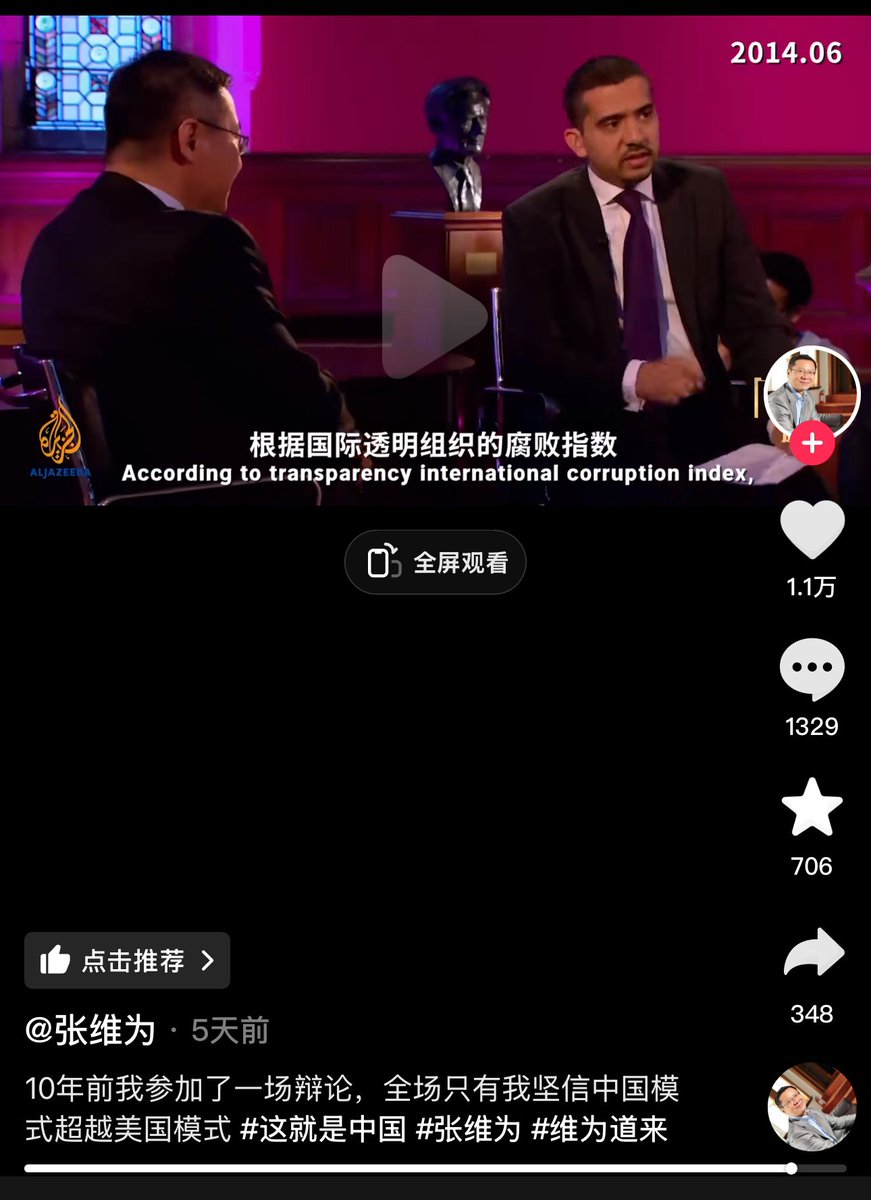 2014.06
根据国际透明组织的腐败指数
According to transparency international corruption index,
ALJAZEERA
全屏观看
1.1万
1329
706
348
点击推荐
@张维为 · 5天前
10年前我参加了一场辩论，全场只有我坚信中国模
式超越美国模式 #这就是中国 #张维为 #维为道来